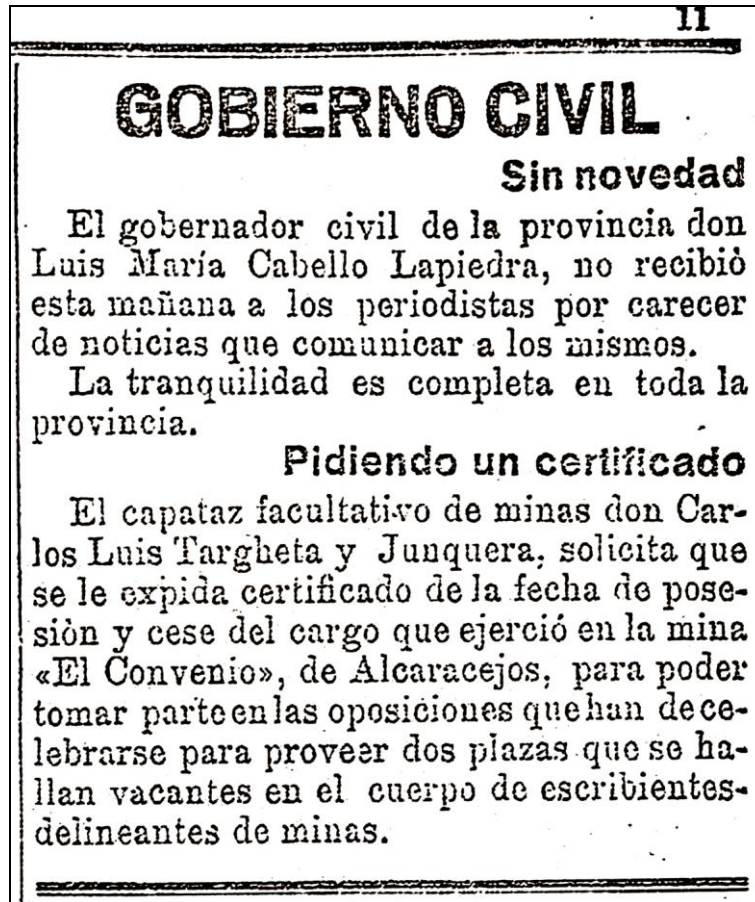 11
GOBIERNO CIVIL
Sin novedad
El gobernador civil de la provincia don
Luis María Cabello Lapiedra, no recibiò
esta mañana a los periodistas por carecer
de noticias que comunicar a los mismos.
La tranquilidad es completa en toda la
provincia.
Pidiendo un certificado
El capataz facultativo de minas don Car-
los Luis Targheta y Junquera, solicita que
se le expida certificado de la fecha de pose-
siòn y cese del cargo que ejerció en la mina
«El Convenio», de Alcaracejos, para poder
tomar parte en las oposiciones que han de ce-
lebrarse para proveer dos plazas que se ha-
llan vacantes en el cuerpo de escribientes-
delineantes de minas.